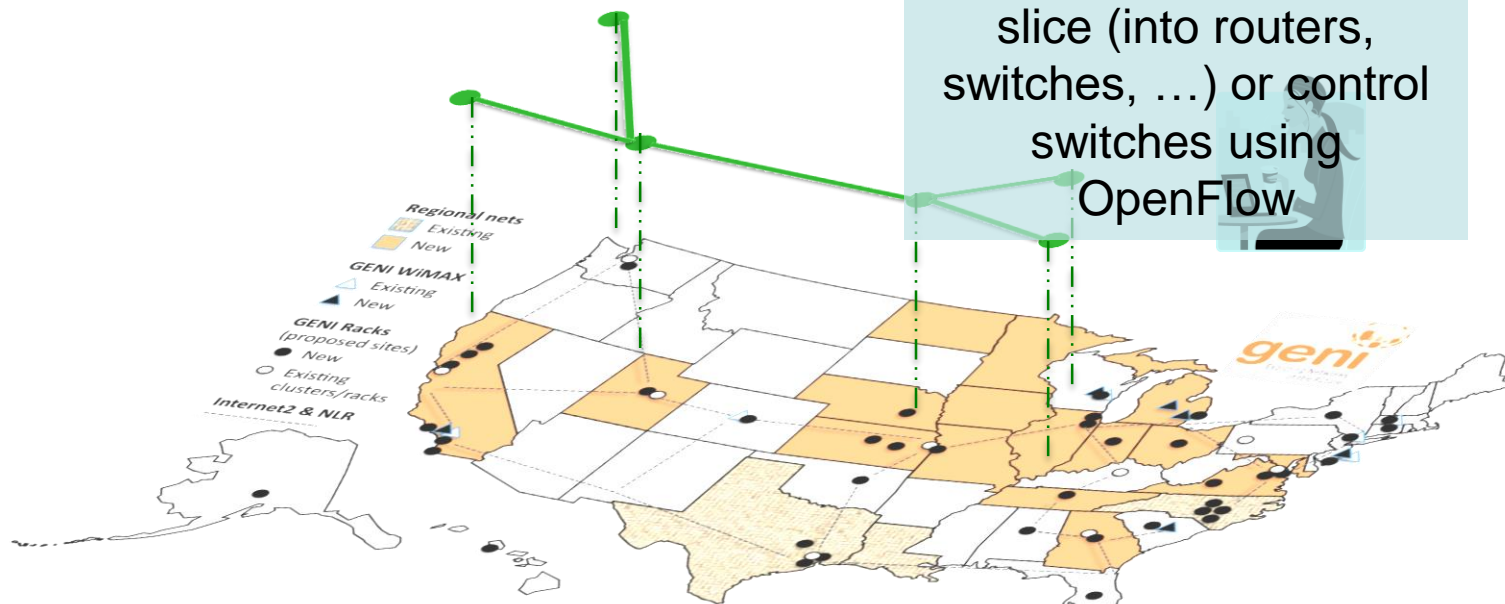 slice (into routers,
switches, …) or control
switches using
OpenFlow
Regional nets
Existing
New
GENI WiMAX
Existing
New
GENI Racks
(proposed sites)
New
Existing
clusters/racks
Internet2 & NLR
geni